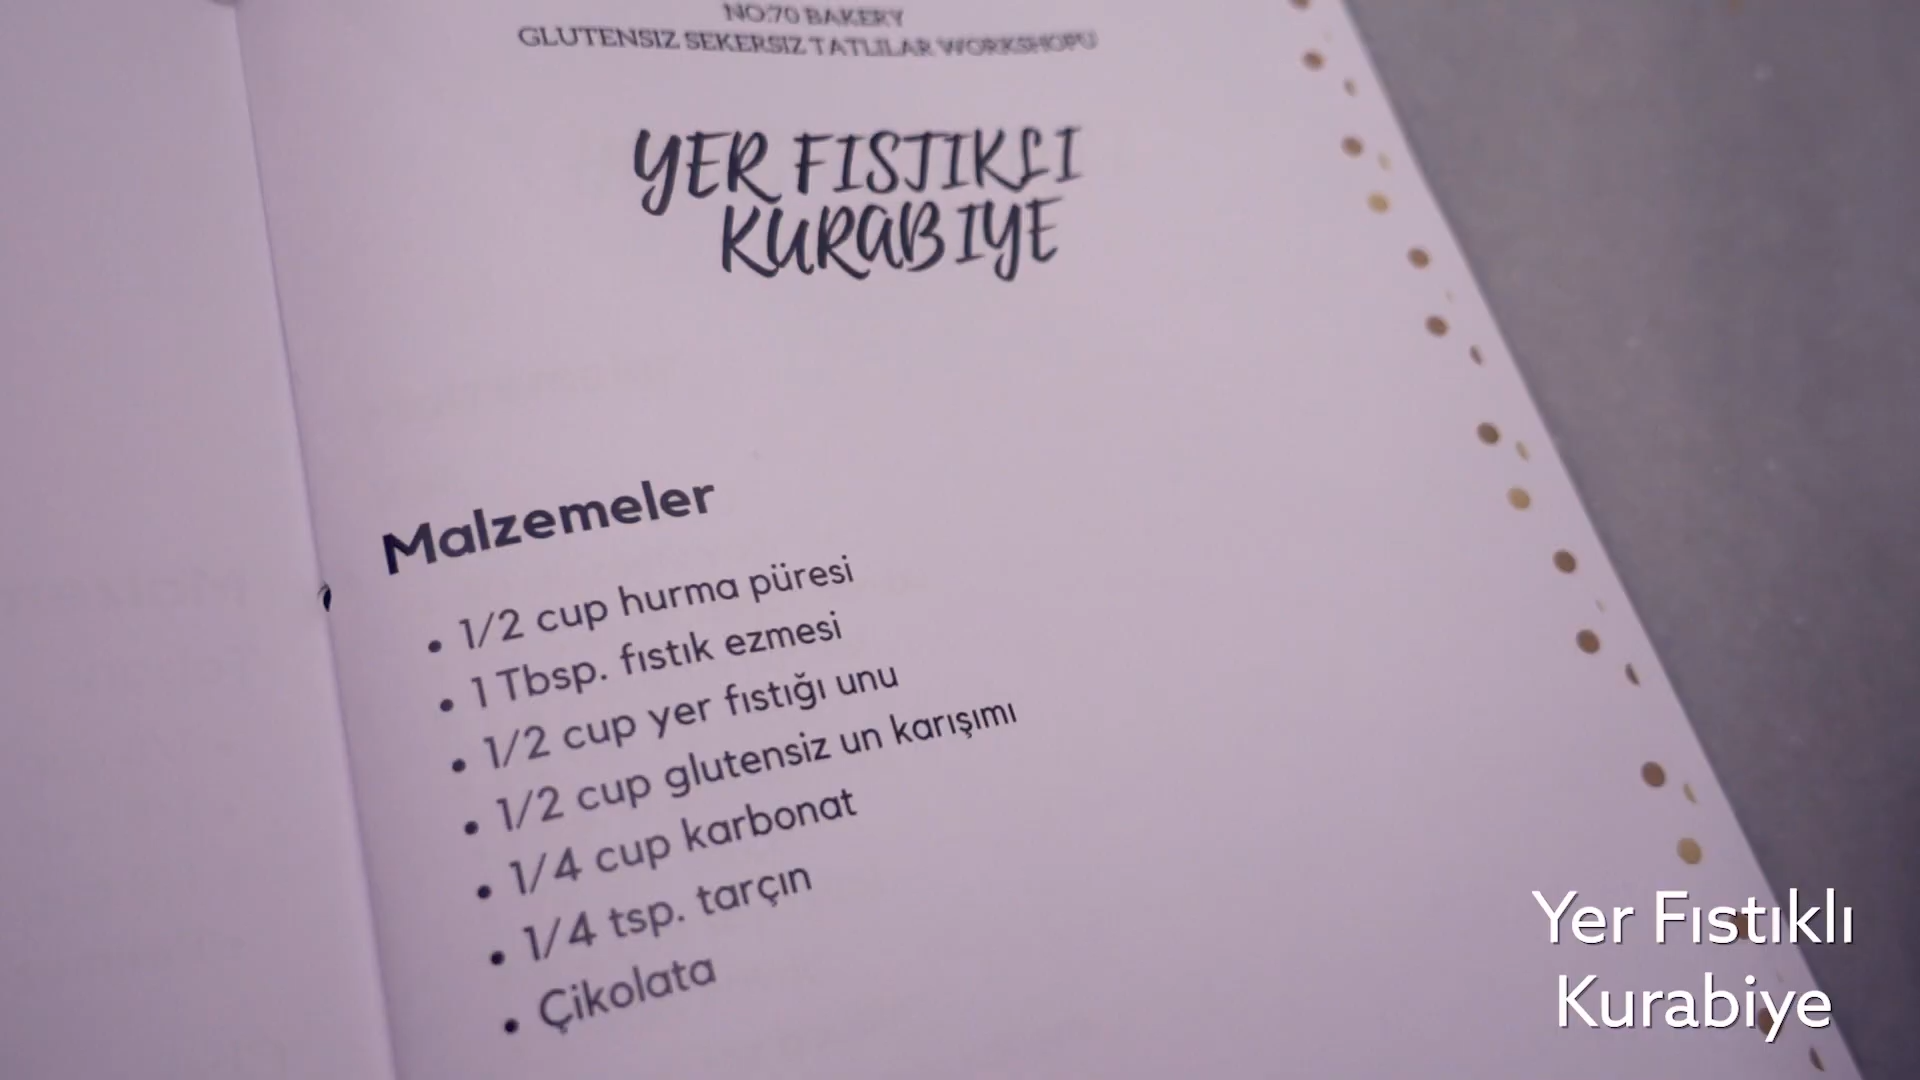 NO:70 BAKERY
GLUTENSIZ SEKERSIZ TATLILAR WORKSHOPU
YER FISTIKLI
KURABIYE
Malzemeler
• 1/2 cup hurma püresi
• 1 Tbsp. fıstık ezmesi
• 1/2 cup yer fıstığı unu
• 1/2 cup glutensiz un karışımı
• 1/4 cup karbonat
• 1/4 tsp. tarçın
• Çikolata
Yer Fıstıklı
Kurabiye